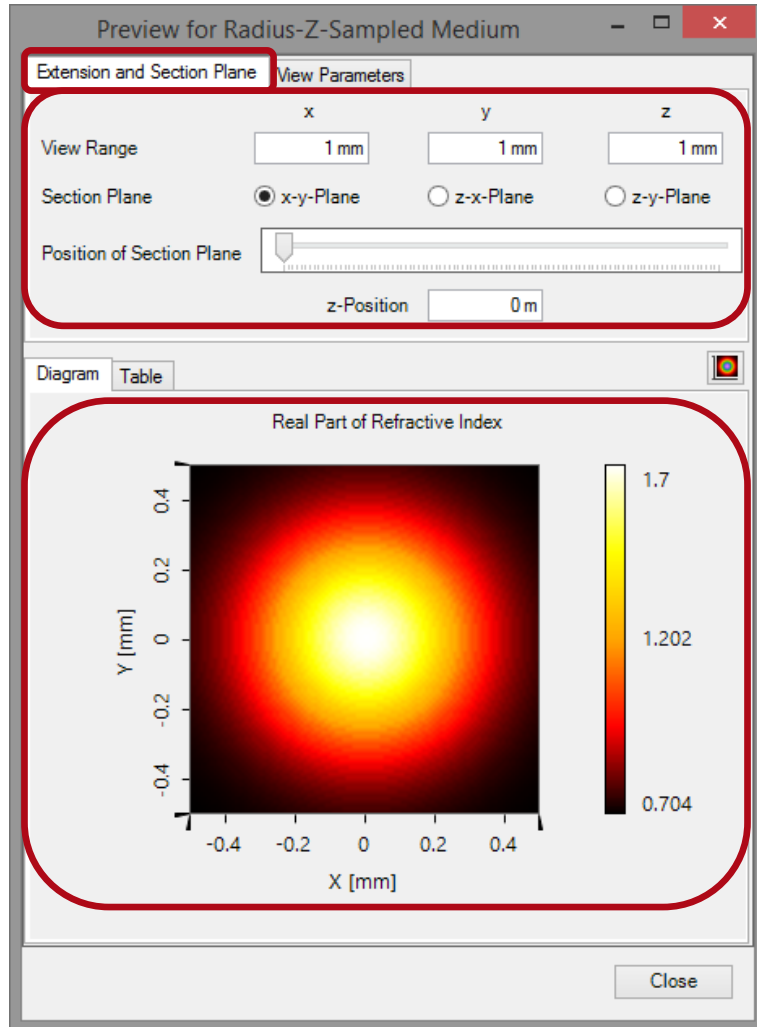 Preview for Radius-Z-Sampled Medium
Extension and Section Plane View Parameters
x y z
View Range 1 mm 1 mm 1 mm
Section Plane x-y-Plane z-x-Plane z-y-Plane
Position of Section Plane
z-Position 0 m
Diagram Table
Real Part of Refractive Index
0.4
0.2
0
-0.2
-0.4
Y [mm]
-0.4 -0.2 0 0.2 0.4
X [mm]
1.7
1.202
0.704
Close